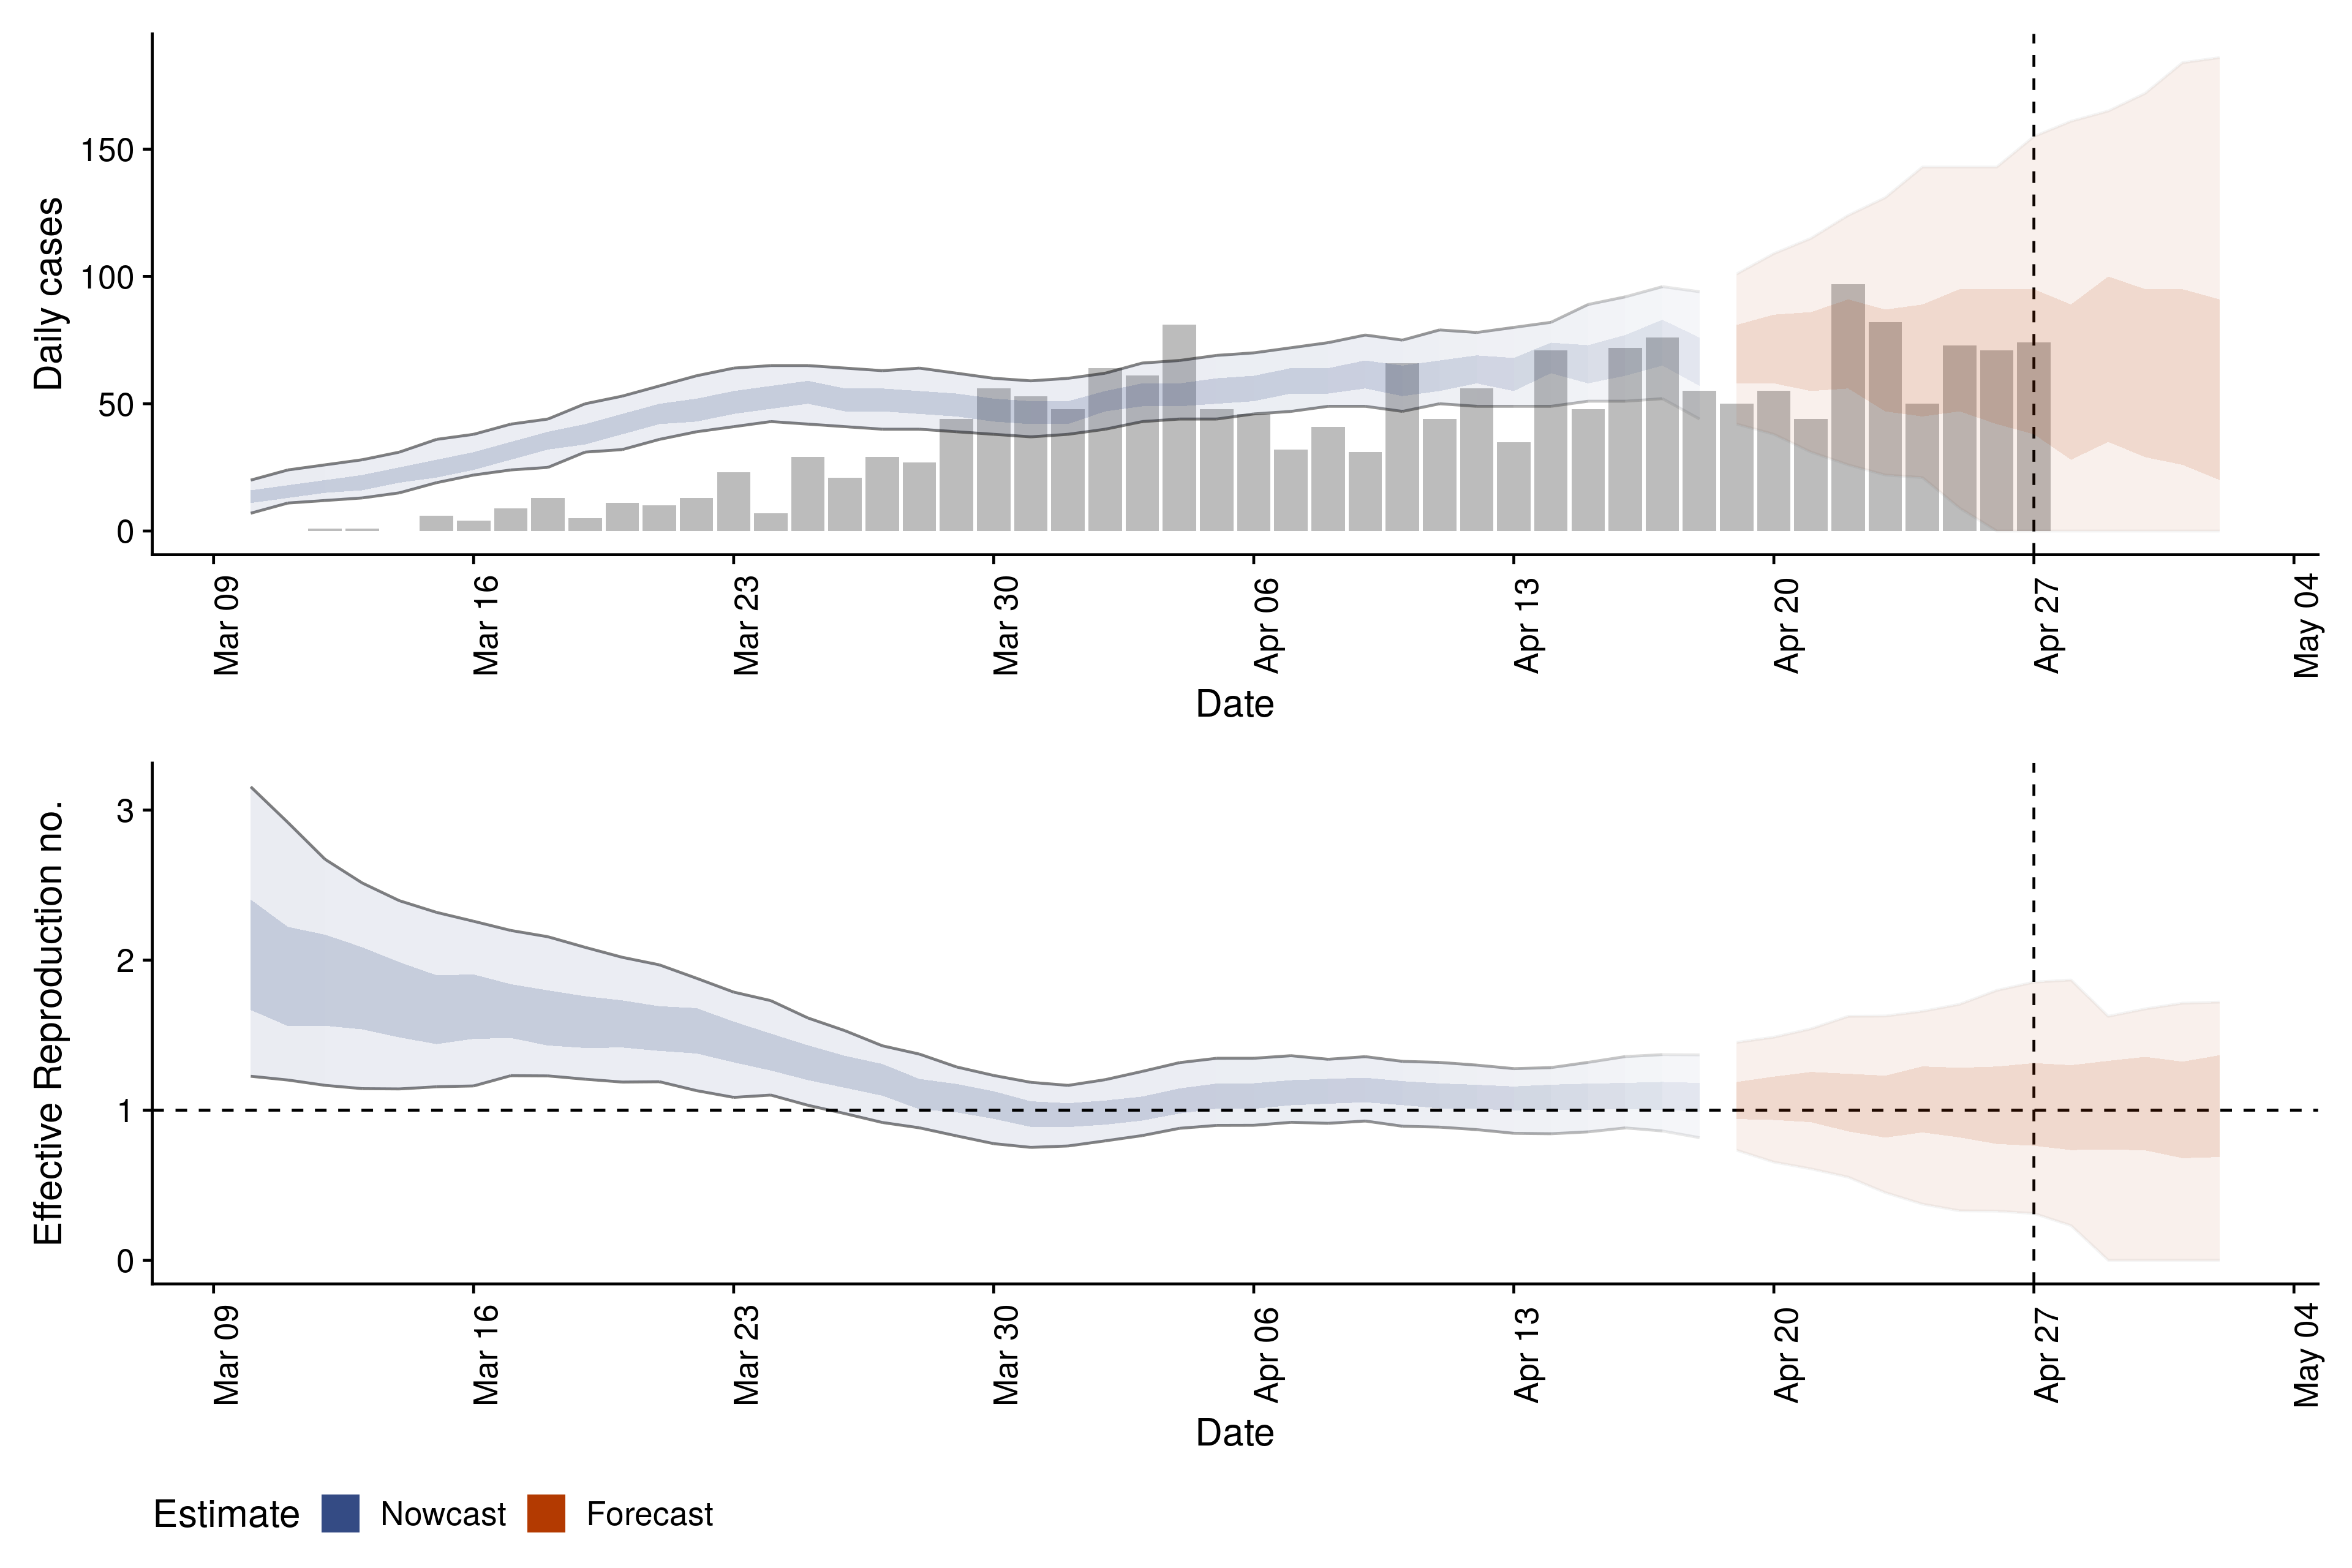 Daily cases
150
100
50
0
Mar 09
Mar 16
Mar 23
Mar 30
Apr 06
Apr 13
Apr 20
Apr 27
May 04
Date
Effective Reproduction no.
3
2
1
0
Mar 09
Mar 16
Mar 23
Mar 30
Apr 06
Apr 13
Apr 20
Apr 27
May 04
Date
Estimate Nowcast Forecast